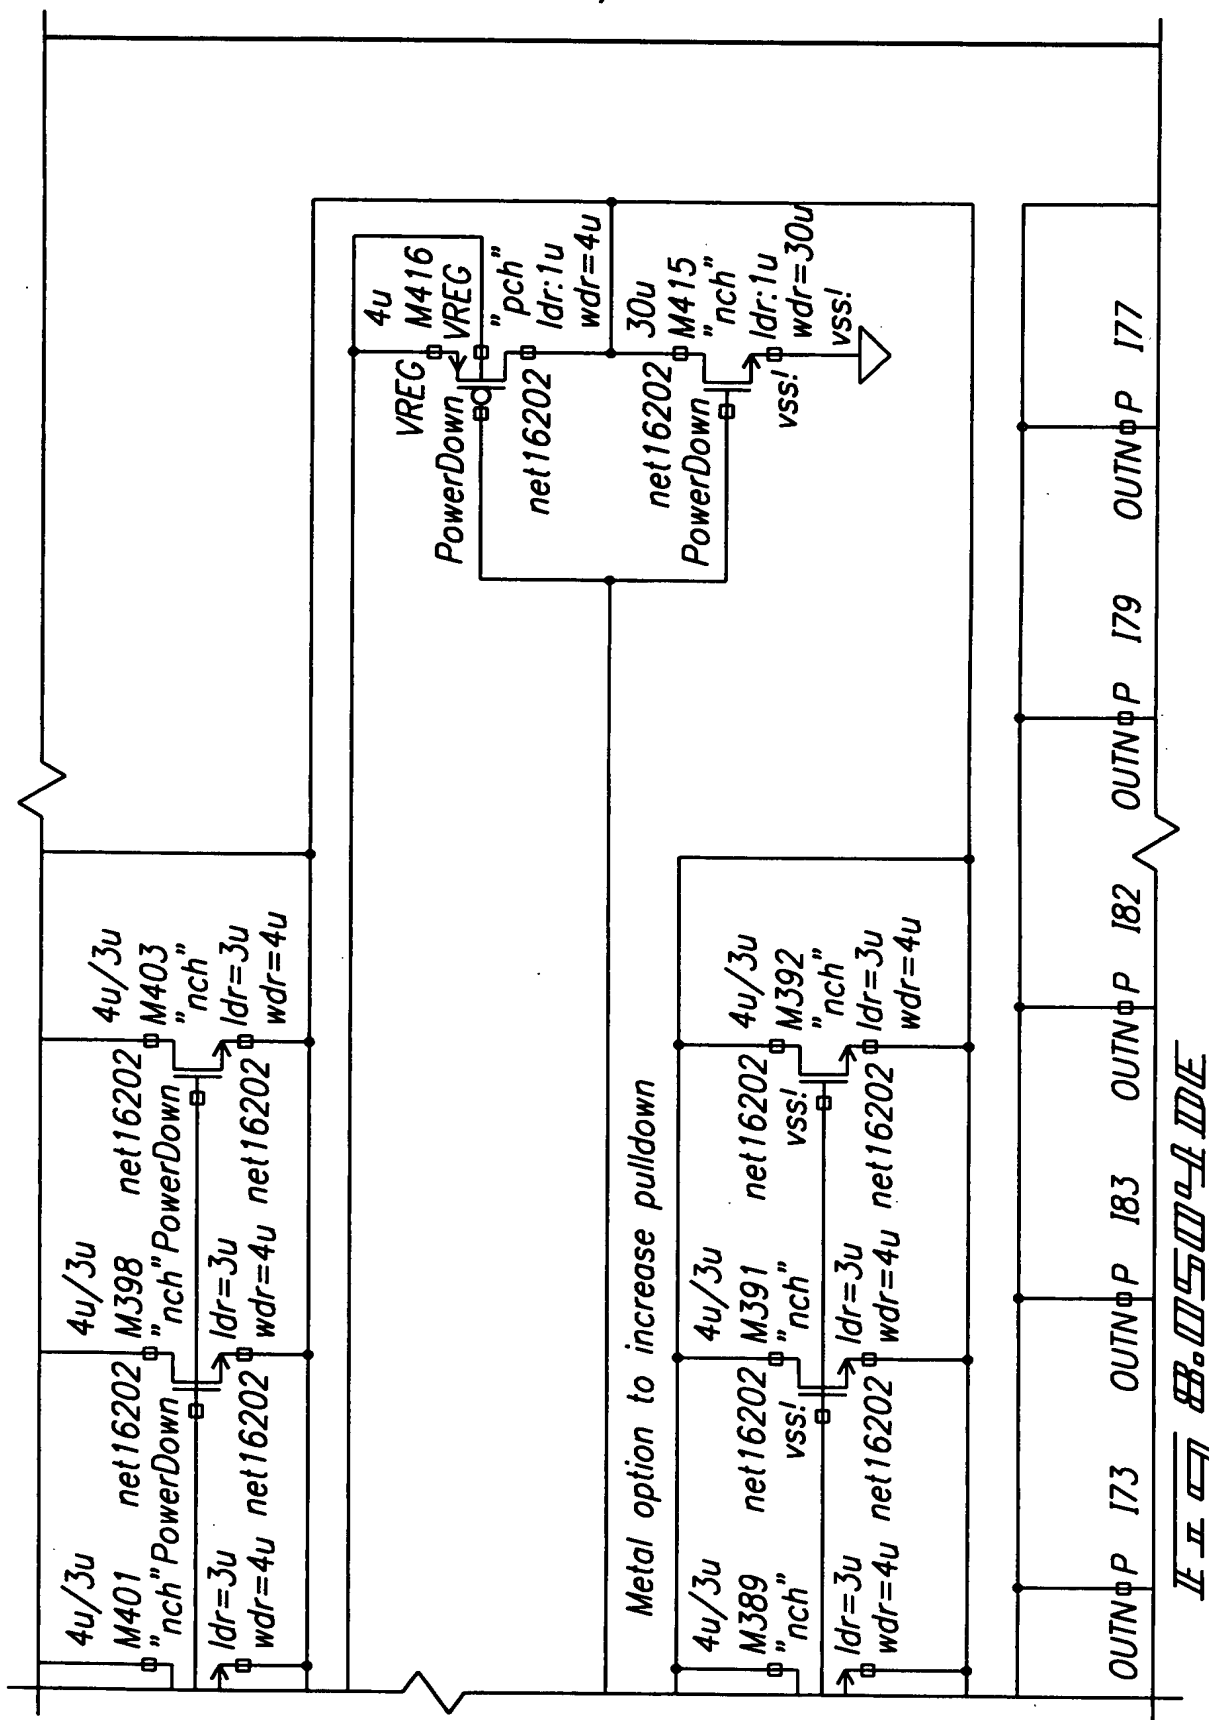 4u/3u
M401
"nch"
ldr=3u
wdr=4u
4u/3u
M398
"nch"
net16202
PowerDown
ldr=3u
wdr=4u
net16202
4u/3u
M403
"nch"
net16202
PowerDown
ldr=3u
wdr=4u
net16202
4u
M416
VREG
VREG
"pch"
ldr:1u
wdr=4u
PowerDown
net16202
30u
M415
"nch"
ldr:1u
wdr=30u
vss!
net16202
PowerDown
vss!
Metal option to increase pulldown
4u/3u
M389
"nch"
ldr=3u
wdr=4u
4u/3u
M391
"nch"
net16202
vss!
ldr=3u
wdr=4u
net16202
4u/3u
M392
"nch"
net16202
vss!
ldr=3u
wdr=4u
net16202
OUTN P I73
OUTN P I83
OUTN P I82
OUTN P I79
OUTN P I77